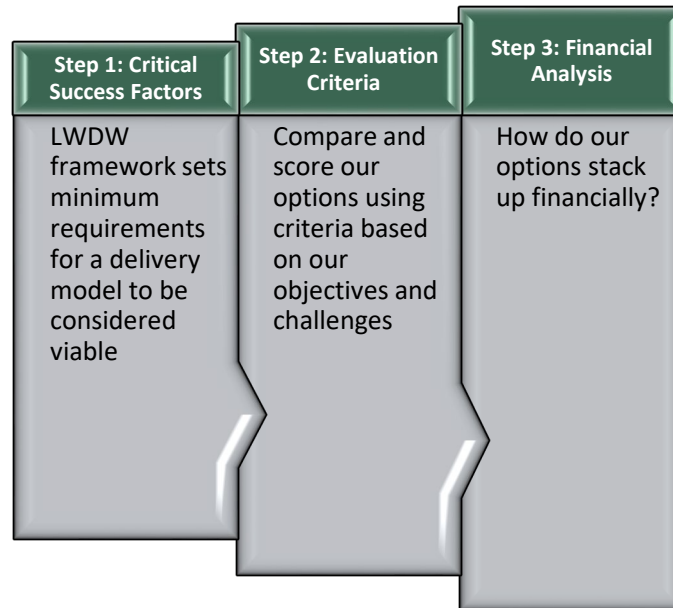 Step 1: Critical
Success Factors
LWDW
framework sets
minimum
requirements
for a delivery
model to be
considered
viable
Step 2: Evaluation
Criteria
Compare and
score our
options using
criteria based
on our
objectives and
challenges
Step 3: Financial
Analysis
How do our
options stack
up financially?